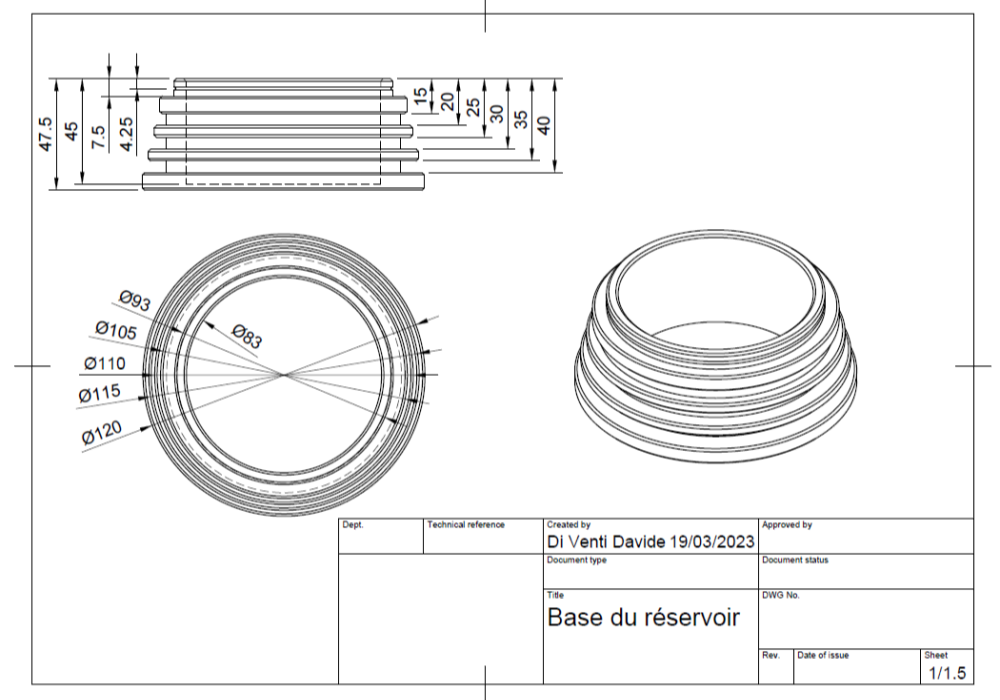 47.5
45
7.5
4.25
15
20
25
30
35
40
Ø93
Ø105
Ø110
Ø115
Ø120
Ø83
Dept.
Technical reference
Created by
Di Venti Davide 19/03/2023
Approved by
Document type
Document status
Title
Base du réservoir
DWG No.
Rev.
Date of issue
Sheet
1/1.5